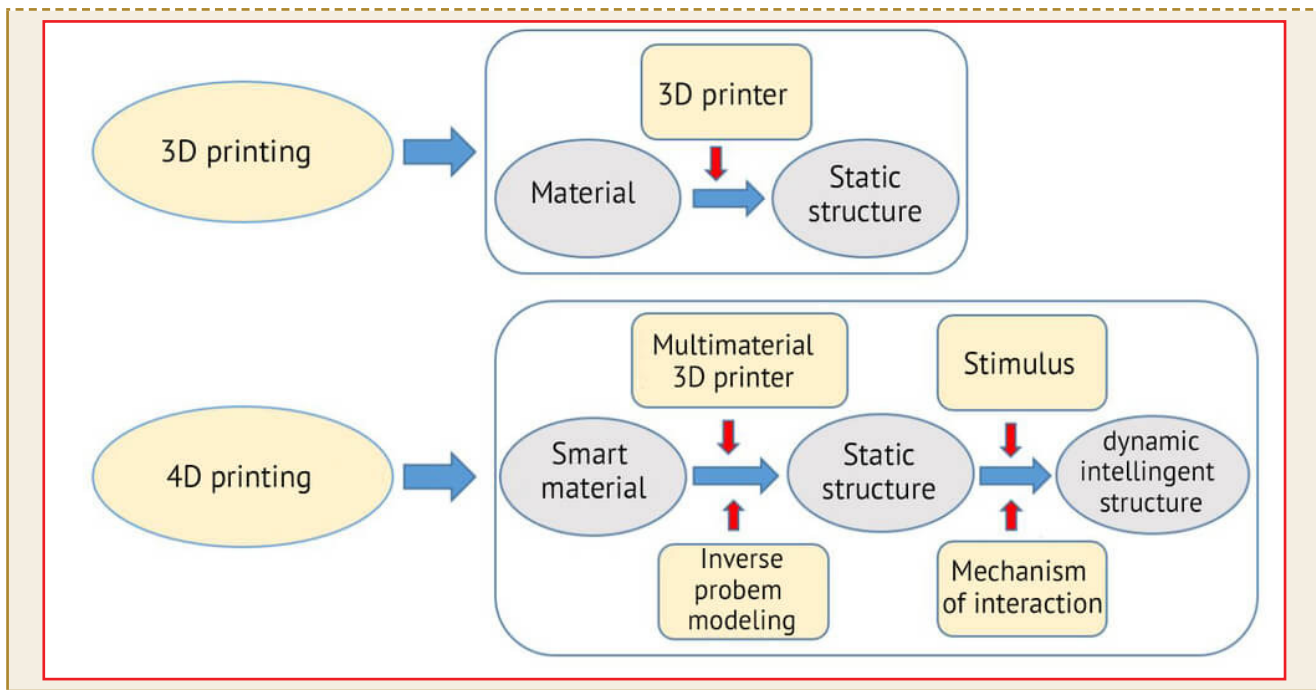 3D printing
3D printer
Material
Static
structure
4D printing
Multimaterial
3D printer
Stimulus
Smart
material
Static
structure
dynamic
intellingent
structure
Inverse
probem
modeling
Mechanism
of interaction